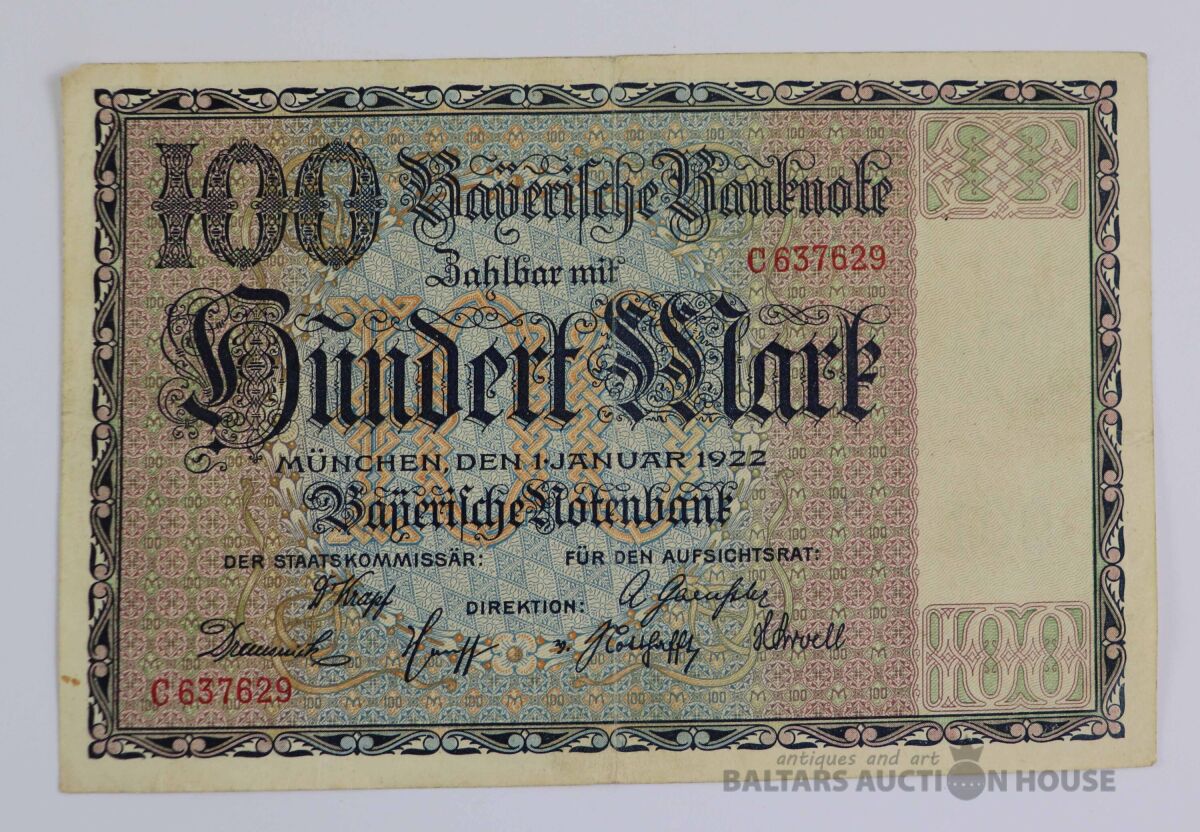 100 Bayerische Banknote
Zahlbar mit
C 637629
Hundert Mark
MÜNCHEN, DEN 1. JANUAR 1922
Bayerische Notenbank
DER STAATSKOMMISSÄR: FÜR DEN AUFSICHTSRAT:
DIREKTION:
C 637629
100
antiques and art
BALTARS AUCTION HOUSE